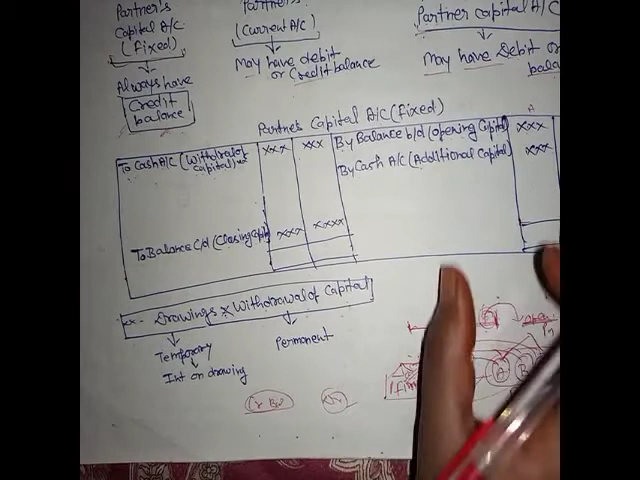 Partner's
Capital A/C
(fixed)
Always have
Credit
balance
Partner's
(Current A/C)
May have debit
or Credit balance
Partner capital A/C
May have Debit or
bala
Partner Capital A/C (fixed)
To Cash A/C (Withdrawal of
Capital)
xxx xxx
By Balance b/d (Opening Capital)
xxx
By Cash A/C (Additional Capital)
xxx
To Balance C/d (Closing
xxx xxxx
Drawings x Withdrawal of Capital
Temporary
Permanent
Int on drawing
A
B